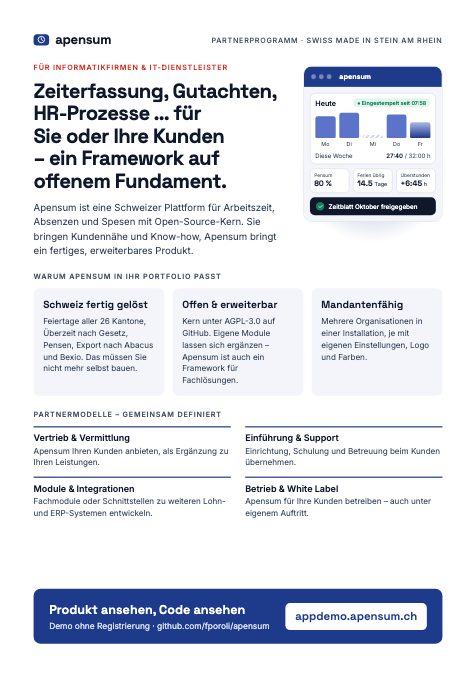 apensum
PARTNERPROGRAMM · SWISS MADE IN STEIN AM RHEIN
FÜR INFORMATIKFIRMEN & IT-DIENSTLEISTER
Zeiterfassung, Gutachten,
HR-Prozesse ... für
Sie oder Ihre Kunden
– ein Framework auf
offenem Fundament.
Apensum ist eine Schweizer Plattform für Arbeitszeit,
Absenzen und Spesen mit Open-Source-Kern. Sie
bringen Kundennähe und Know-how, Apensum bringt
ein fertiges, erweiterbares Produkt.
apensum
Heute
• Eingestempelt seit 07:58
Mo Di Mi Do Fr
Diese Woche 27:40 / 32:00 h
Pensum
80 %
Ferien übrig
14.5 Tage
Überstunden
+6:45 h
Zeitblatt Oktober freigegeben
WARUM APENSUM IN IHR PORTFOLIO PASST
Schweiz fertig gelöst
Feiertage aller 26 Kantone,
Überzeit nach Gesetz,
Pensen, Export nach Abacus
und Bexio. Das müssen Sie
nicht mehr selbst bauen.
Offen & erweiterbar
Kern unter AGPL-3.0 auf
GitHub. Eigene Module
lassen sich ergänzen –
Apensum ist auch ein
Framework für
Fachlösungen.
Mandantenfähig
Mehrere Organisationen in
einer Installation, je mit
eigenen Einstellungen, Logo
und Farben.
PARTNERMODELLE – GEMEINSAM DEFINIERT
Vertrieb & Vermittlung
Apensum Ihren Kunden anbieten, als Ergänzung zu
Ihren Leistungen.
Einführung & Support
Einrichtung, Schulung und Betreuung beim Kunden
übernehmen.
Module & Integrationen
Fachmodule oder Schnittstellen zu weiteren Lohn-
und ERP-Systemen entwickeln.
Betrieb & White Label
Apensum für Ihre Kunden betreiben – auch unter
eigenem Auftritt.
Produkt ansehen, Code ansehen
Demo ohne Registrierung · github.com/fporoli/apensum
appdemo.apensum.ch